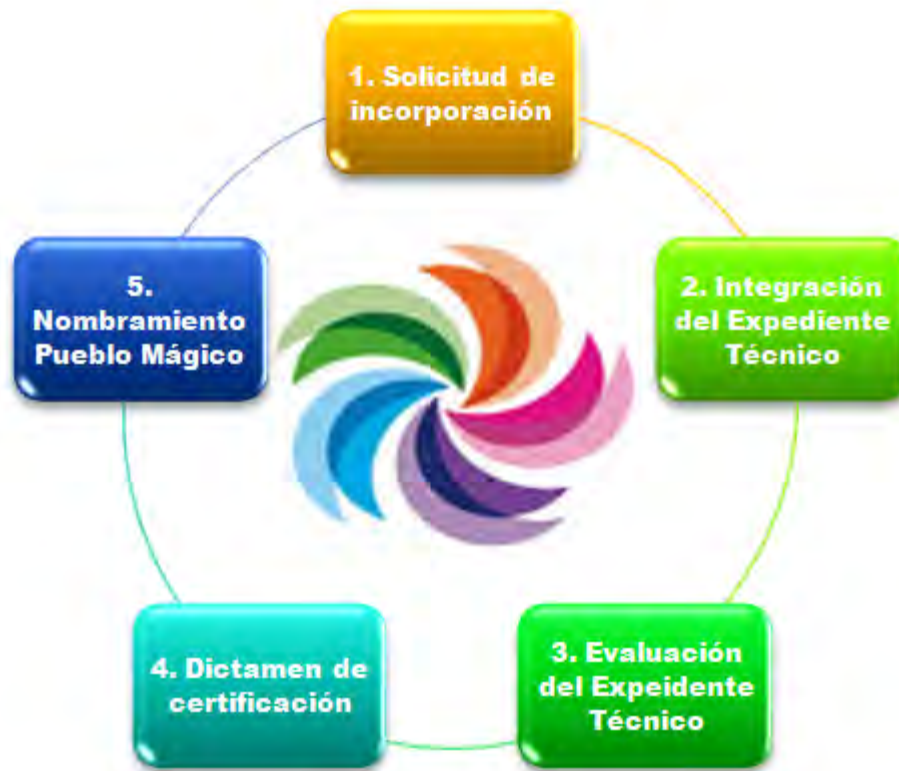 1. Solicitud de
incorporación
2. Integración
del Expediente
Técnico
3. Evaluación
del Expeidente
Técnico
4. Dictamen de
certificación
5.
Nombramiento
Pueblo Mágico